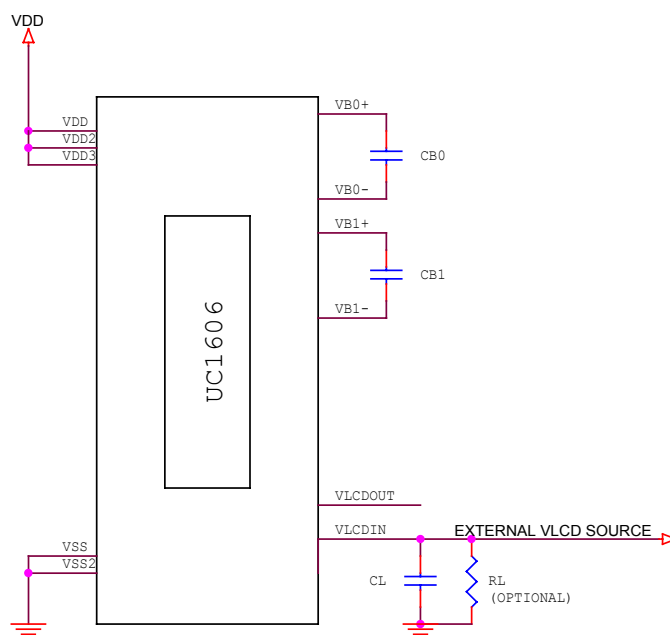 VDD
VDD
VDD2
VDD3
VB0+
CB0
VB0-
VB1+
CB1
VB1-
UC1606
VLCDOUT
VLCDIN
EXTERNAL VLCD SOURCE
VSS
VSS2
CL
RL
(OPTIONAL)